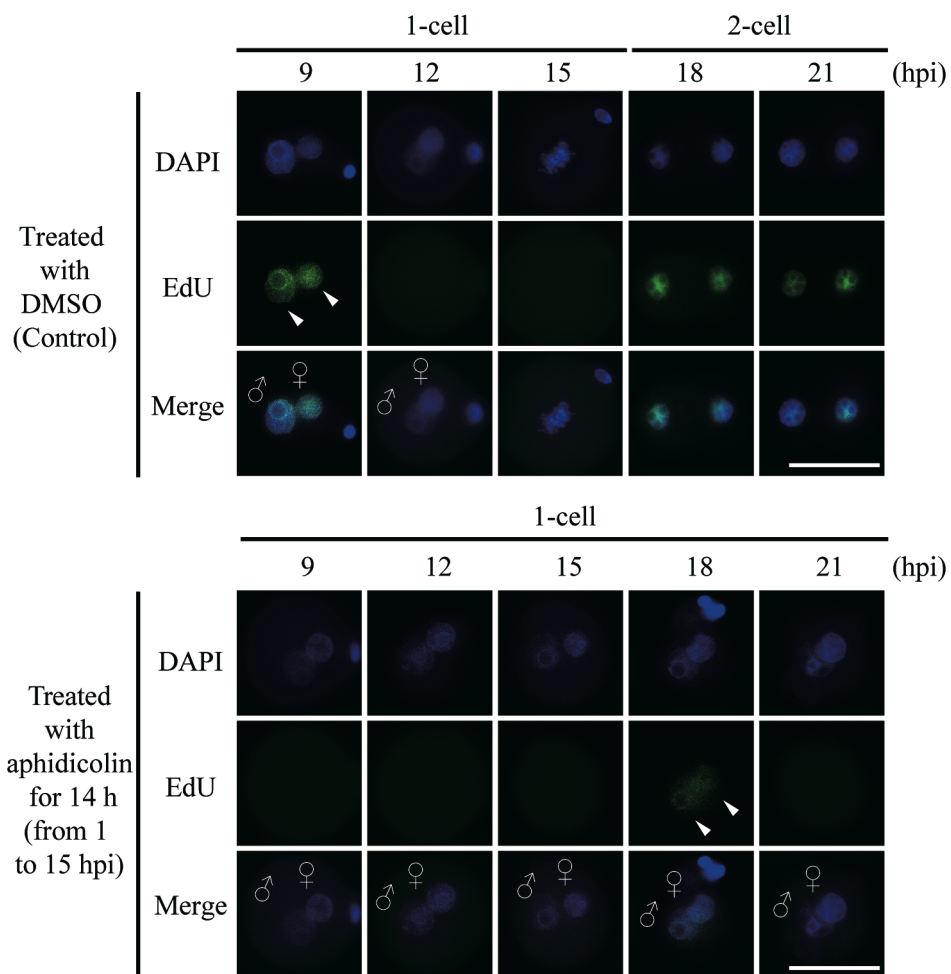 1-cell 2-cell
9 12 15 18 21 (hpi)
DAPI
Treated
with
DMSO
(Control)
EdU
♂ ♀ ♂ ♀
Merge
1-cell
9 12 15 18 21 (hpi)
DAPI
Treated
with
aphidicolin
for 14 h
(from 1
to 15 hpi)
EdU
♂ ♀ ♂ ♀ ♂ ♀ ♂ ♀ ♂ ♀
Merge